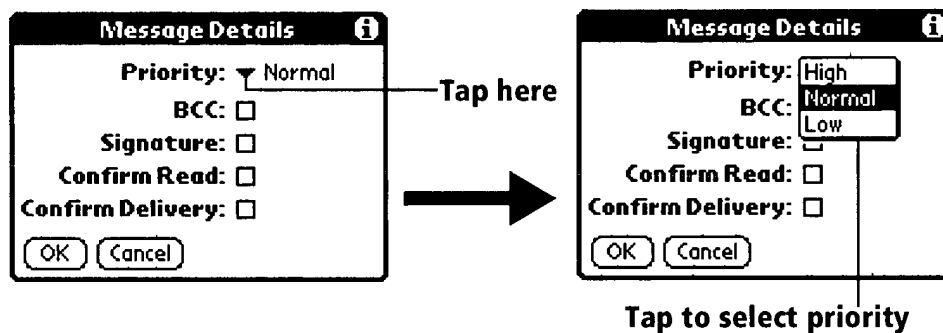 Message Details i
Priority: Normal
BCC:
Signature:
Confirm Read:
Confirm Delivery:
OK Cancel
Tap here
Message Details i
Priority: High
Normal
Low
BCC:
Signature:
Confirm Read:
Confirm Delivery:
OK Cancel
Tap to select priority